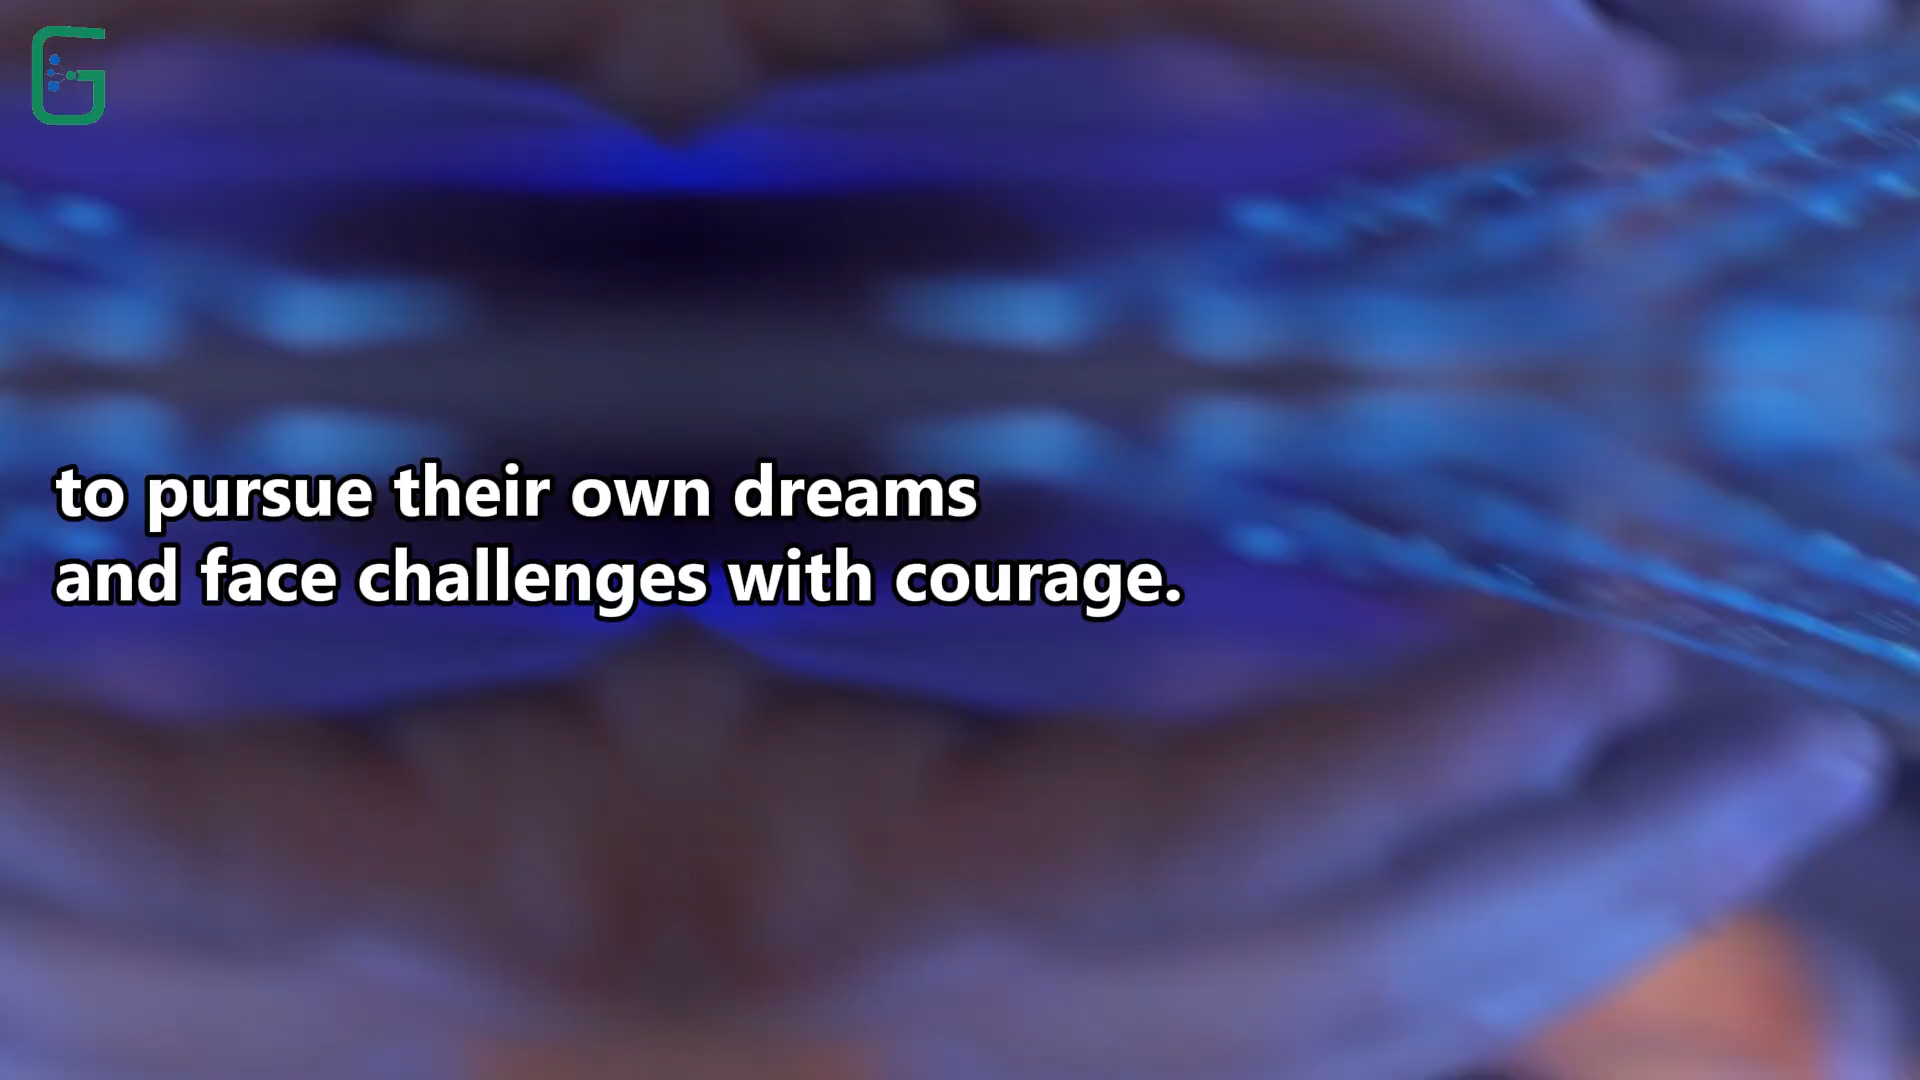 to pursue their own dreams
and face challenges with courage.